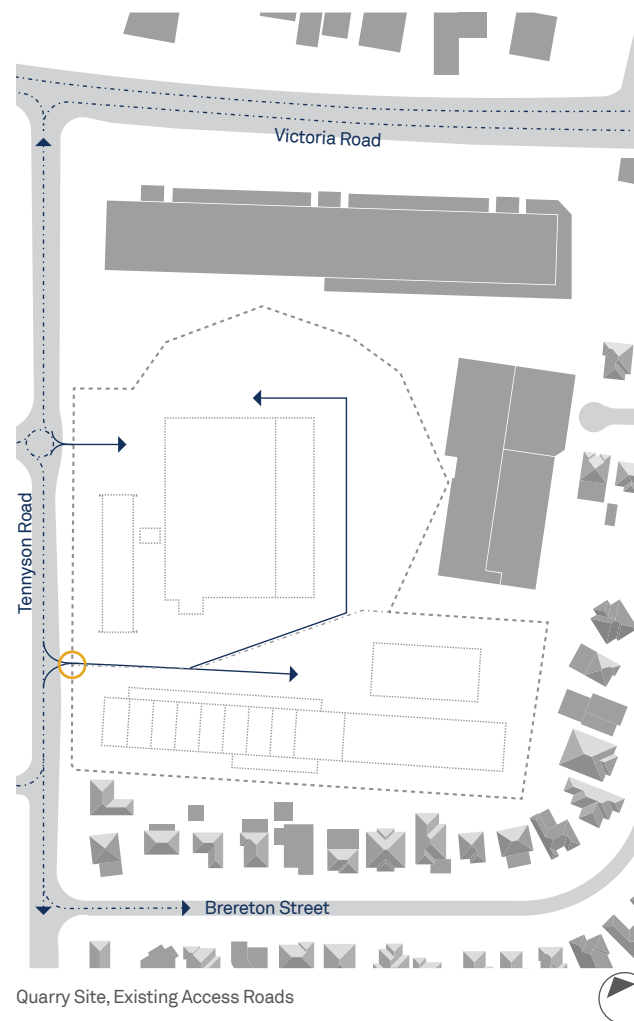 Victoria Road
Tennyson Road
Brereton Street
Quarry Site, Existing Access Roads